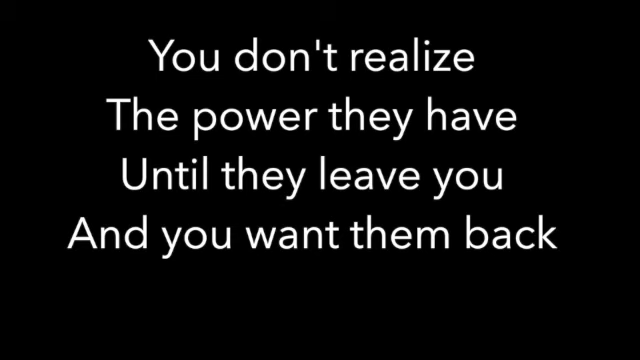 You don't realize
The power they have
Until they leave you
And you want them back